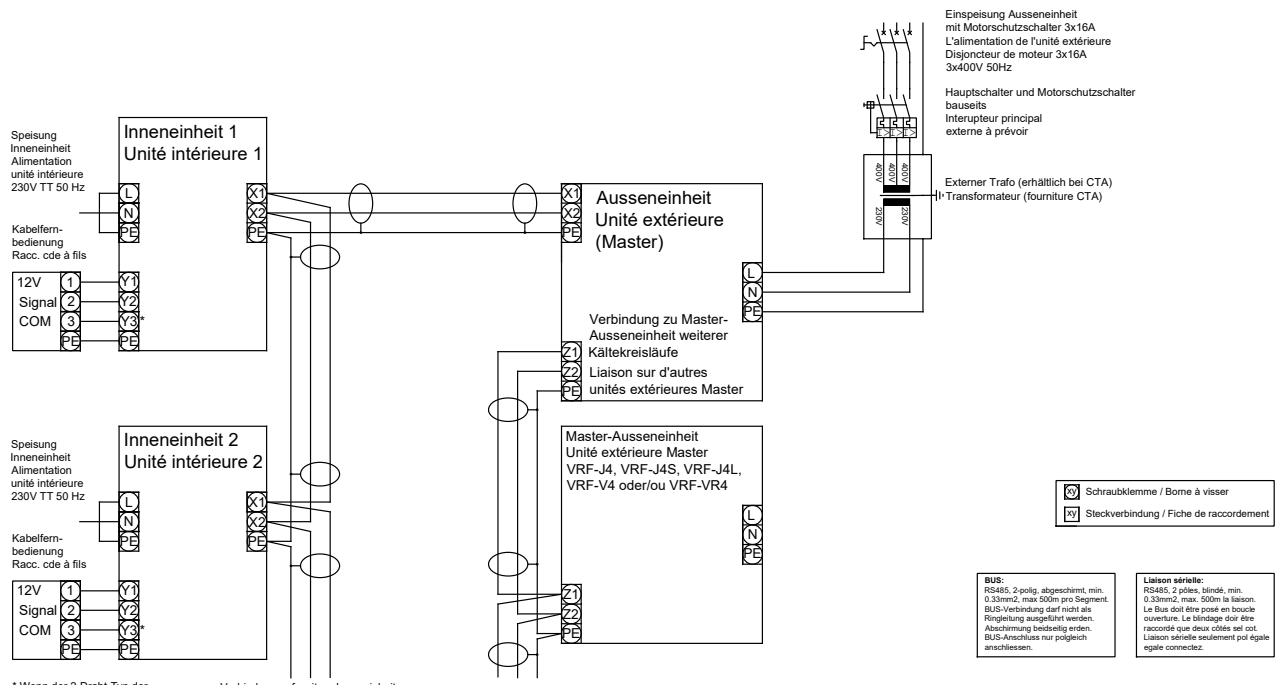 Einspeisung Ausseneinheit
mit Motorschutzschalter 3x16A
L'alimentation de l'unité extérieure
Disjoncteur de moteur 3x16A
3x400V 50Hz
Hauptschalter und Motorschutzschalter
bauseits
Interupteur principal
externe à prévoir
I> I> I>
400V 400V 400V
230V 230V
Externer Trafo (erhältlich bei CTA)
Transformateur (fourniture CTA)
Speisung
Inneneinheit
Alimentation
unité intérieure
230V TT 50 Hz
Kabelfern-
bedienung
Racc. cde à fils
12V 1
Signal 2
COM 3
PE
Inneneinheit 1
Unité intérieure 1
L
N
PE
Y1
Y2
Y3*
PE
X1
X2
PE
X1
X2
PE
Ausseneinheit
Unité extérieure
(Master)
L
N
PE
Verbindung zu Master-
Ausseneinheit weiterer
Kältekreisläufe
Liaison sur d'autres
unités extérieures Master
Z1
Z2
PE
Speisung
Inneneinheit
Alimentation
unité intérieure
230V TT 50 Hz
Kabelfern-
bedienung
Racc. cde à fils
12V 1
Signal 2
COM 3
PE
Inneneinheit 2
Unité intérieure 2
L
N
PE
Y1
Y2
Y3*
PE
X1
X2
PE
Master-Ausseneinheit
Unité extérieure Master
VRF-J4, VRF-J4S, VRF-J4L,
VRF-V4 oder/ou VRF-VR4
L
N
PE
Z1
Z2
PE
xy Schraubklemme / Borne à visser
xy Steckverbindung / Fiche de raccordement
BUS:
RS485, 2-polig, abgeschirmt, min.
0.33mm2, max 500m pro Segment.
BUS-Verbindung darf nicht als
Ringleitung ausgeführt werden.
Abschirmung beidseitig erden.
BUS-Anschluss nur polgleich
anschliessen.
Liaison sérielle:
RS485, 2 pôles, blindé, min.
0.33mm2, max. 500m la liaison.
Le Bus doit être posé en boucle
ouverture. Le blindage doir être
raccordé que deux côtés sel cot.
Liaison sérielle seulement pol égale
egale connectez.